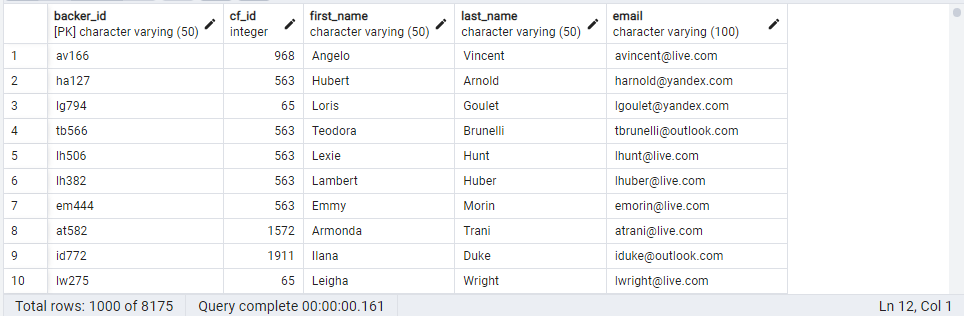 backer_id cf_id first_name last_name email
[PK] character varying (50) integer character varying (50) character varying (50) character varying (100)
1 av166 968 Angelo Vincent avincent@live.com
2 ha127 563 Hubert Arnold harnold@yandex.com
3 lg794 65 Loris Goulet lgoulet@yandex.com
4 tb566 563 Teodora Brunelli tbrunelli@outlook.com
5 lh506 563 Lexie Hunt lhunt@live.com
6 lh382 563 Lambert Huber lhuber@live.com
7 em444 563 Emmy Morin emorin@live.com
8 at582 1572 Armonda Trani atrani@live.com
9 id772 1911 Ilana Duke iduke@outlook.com
10 lw275 65 Leigha Wright lwright@live.com
Total rows: 1000 of 8175 Query complete 00:00:00.161 Ln 12, Col 1